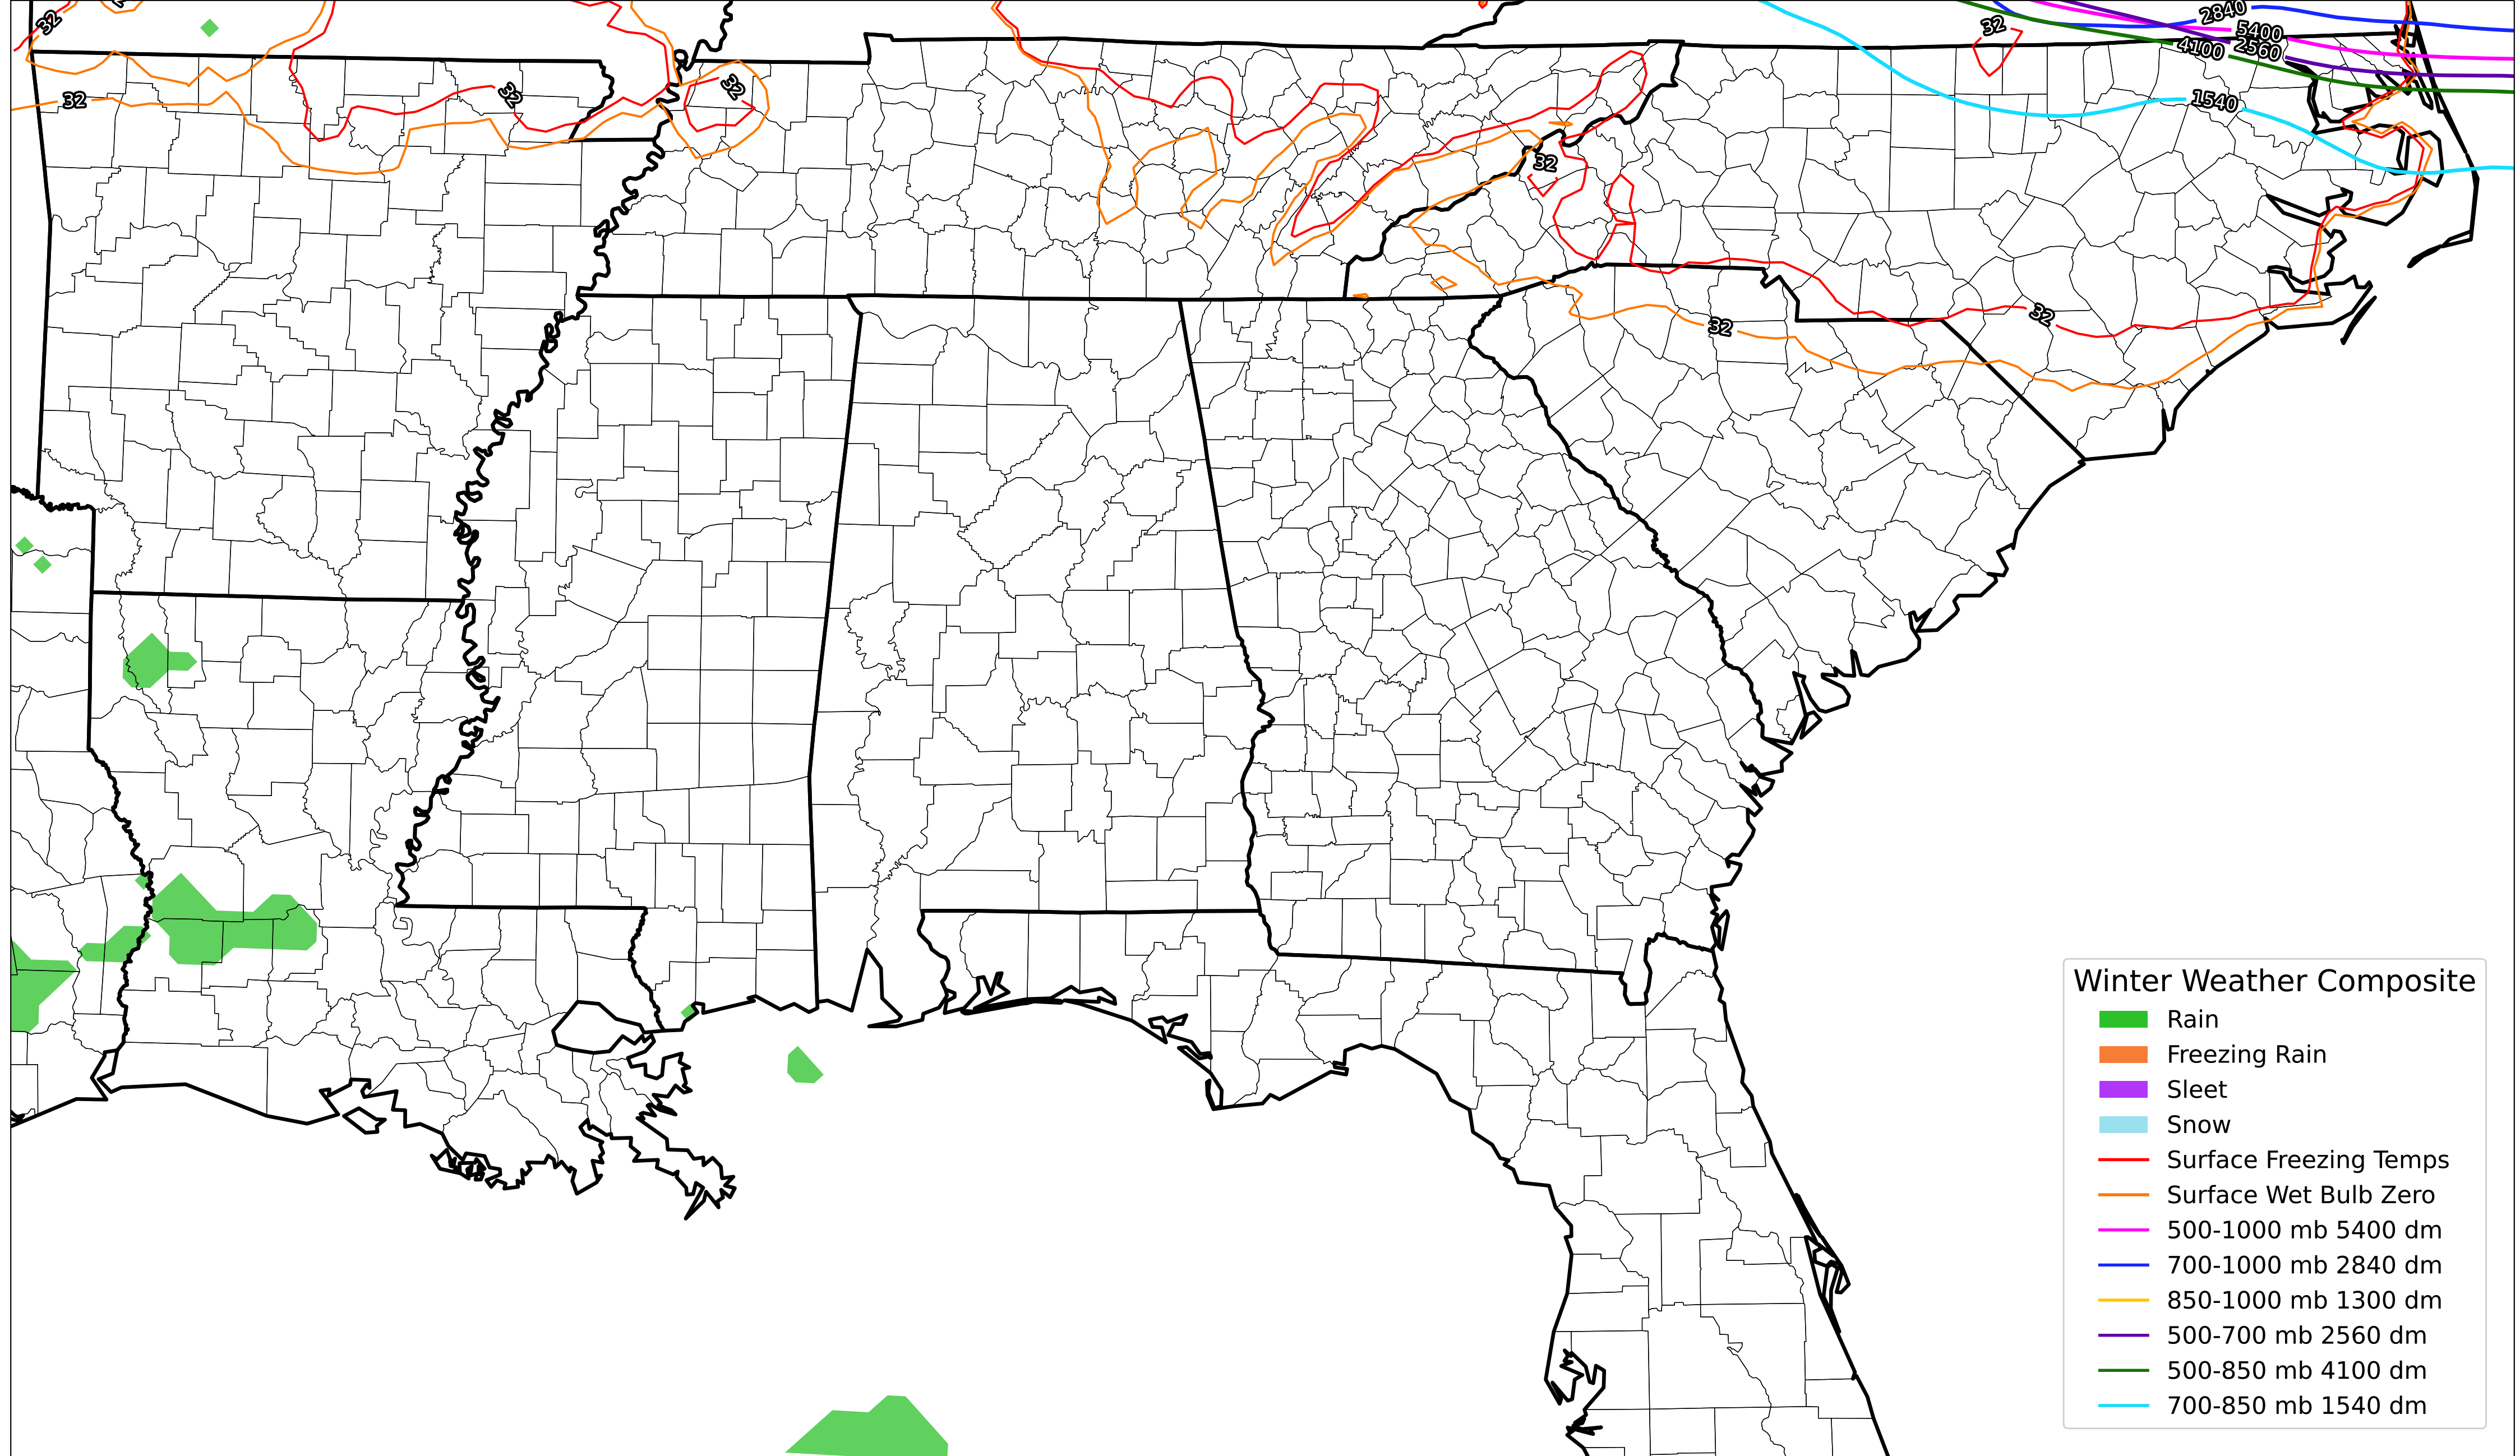 32
2840
32
5400
4100
2560
32
32
32
1540
32
32
32
Winter Weather Composite
Rain
Freezing Rain
Sleet
Snow
Surface Freezing Temps
Surface Wet Bulb Zero
500-1000 mb 5400 dm
700-1000 mb 2840 dm
850-1000 mb 1300 dm
500-700 mb 2560 dm
500-850 mb 4100 dm
700-850 mb 1540 dm